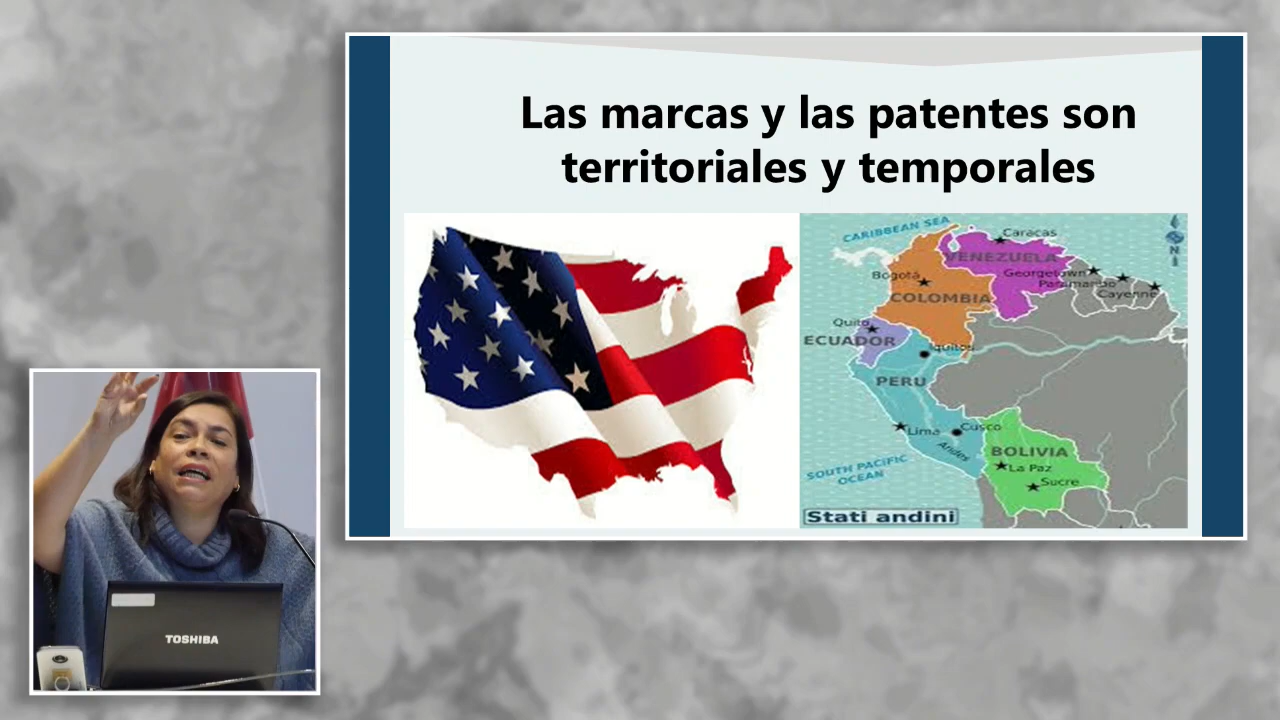 Las marcas y las patentes son
territoriales y temporales
CARIBBEAN SEA
Caracas
VENEZUELA
Georgetown
Bogotá
Paramaribo
Cayenne
COLOMBIA
N
Quito
ECUADOR
Iquitos
PERU
Lima
Cusco
Andes
BOLIVIA
La Paz
SOUTH PACIFIC
OCEAN
Sucre
Stati andini
TOSHIBA